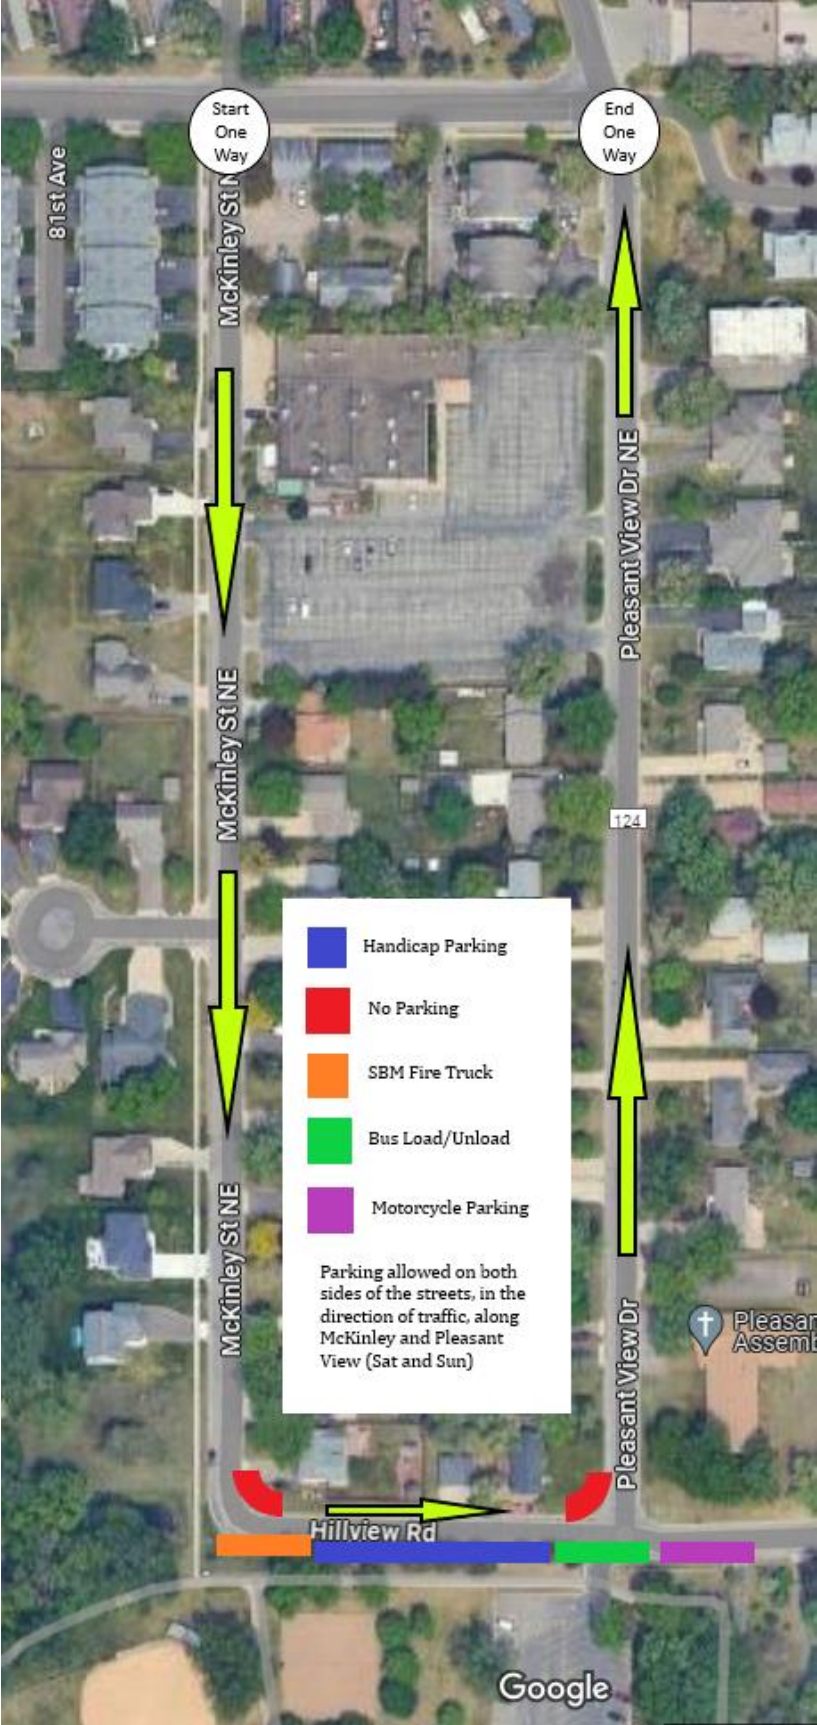 Start
One
Way
End
One
Way
81st Ave
McKinley St N
Pleasant View Dr NE
McKinley St NE
124
Handicap Parking
No Parking
SBM Fire Truck
Bus Load/Unload
Motorcycle Parking
Parking allowed on both
sides of the streets, in the
direction of traffic, along
McKinley and Pleasant
View (Sat and Sun)
McKinley St NE
Pleasant View Dr
Pleasan
Assemb
Hillview Rd
Google